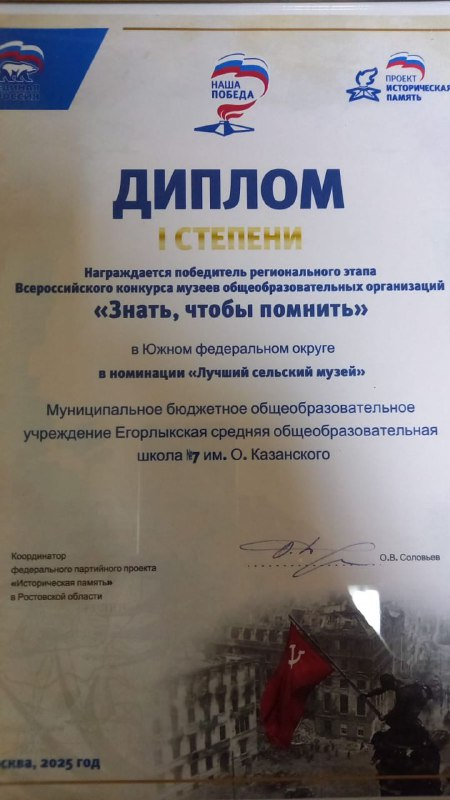 ЕДИНАЯ
РОССИЯ
НАША
ПОБЕДА
ПРОЕКТ
ИСТОРИЧЕСКАЯ
ПАМЯТЬ
ДИПЛОМ
I СТЕПЕНИ
Награждается победитель регионального этапа
Всероссийского конкурса музеев общеобразовательных организаций
«Знать, чтобы помнить»
в Южном федеральном округе
в номинации «Лучший сельский музей»
Муниципальное бюджетное общеобразовательное
учреждение Егорлыкская средняя общеобразовательная
школа №7 им. О. Казанского
Координатор
федерального партийного проекта
«Историческая память»
в Ростовской области
О.В. Соловьев
сква, 2025 год